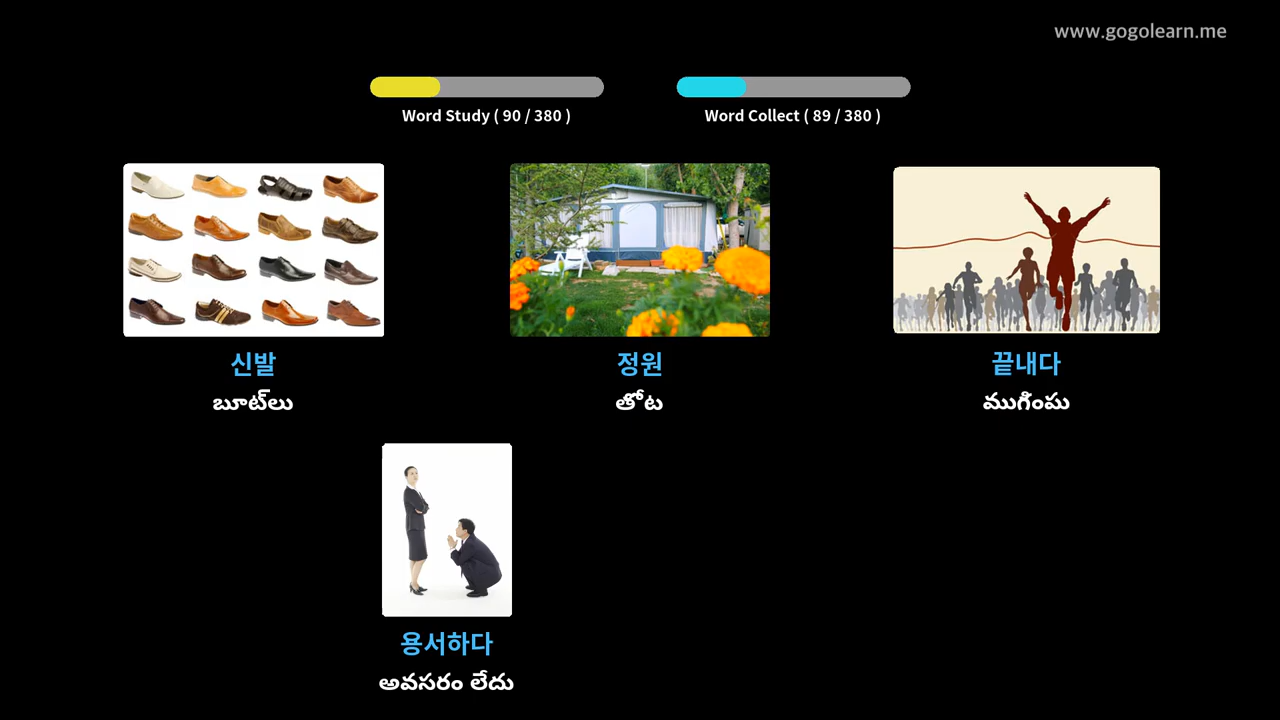 www.gogolearn.me
Word Study ( 90 / 380 )
Word Collect ( 89 / 380 )
신발
బూట్‌లు
정원
తోట
끝내다
ముగింపు
용서하다
అవసరం లేదు